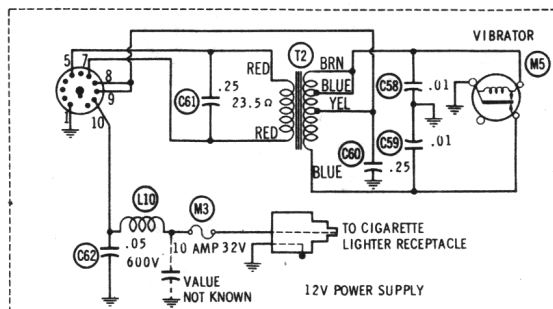 VIBRATOR
5 7
T2
BRN
M5
8
RED
BLUE
C58 .01
9
C61 .25
23.5Ω
YEL
1 10
C59
RED
C60
.01
BLUE
.25
L10
M3
C62
.05
600V
10 AMP 32V
TO CIGARETTE
LIGHTER RECEPTACLE
VALUE
NOT KNOWN
12V POWER SUPPLY